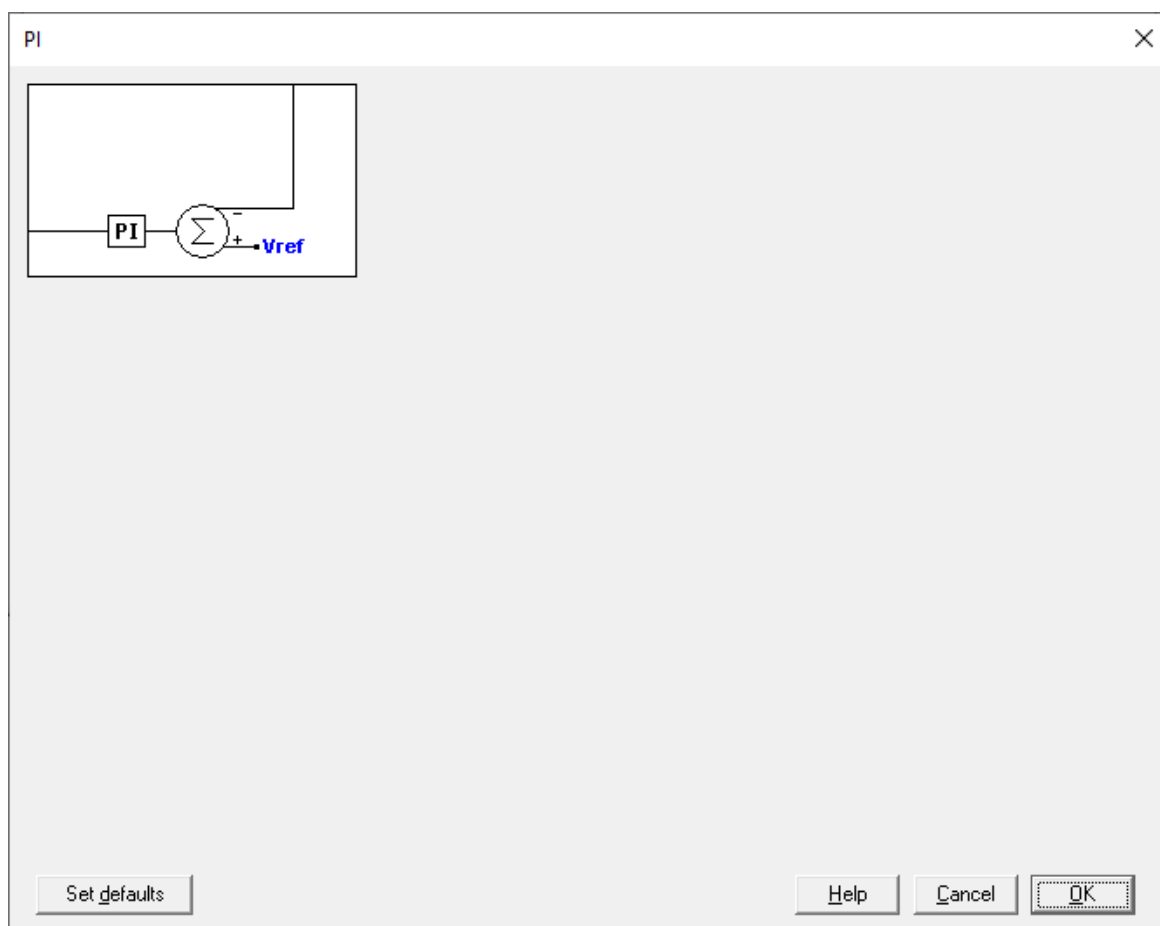 PI
PI
Σ
−
+
Vref
Set defaults
Help
Cancel
OK